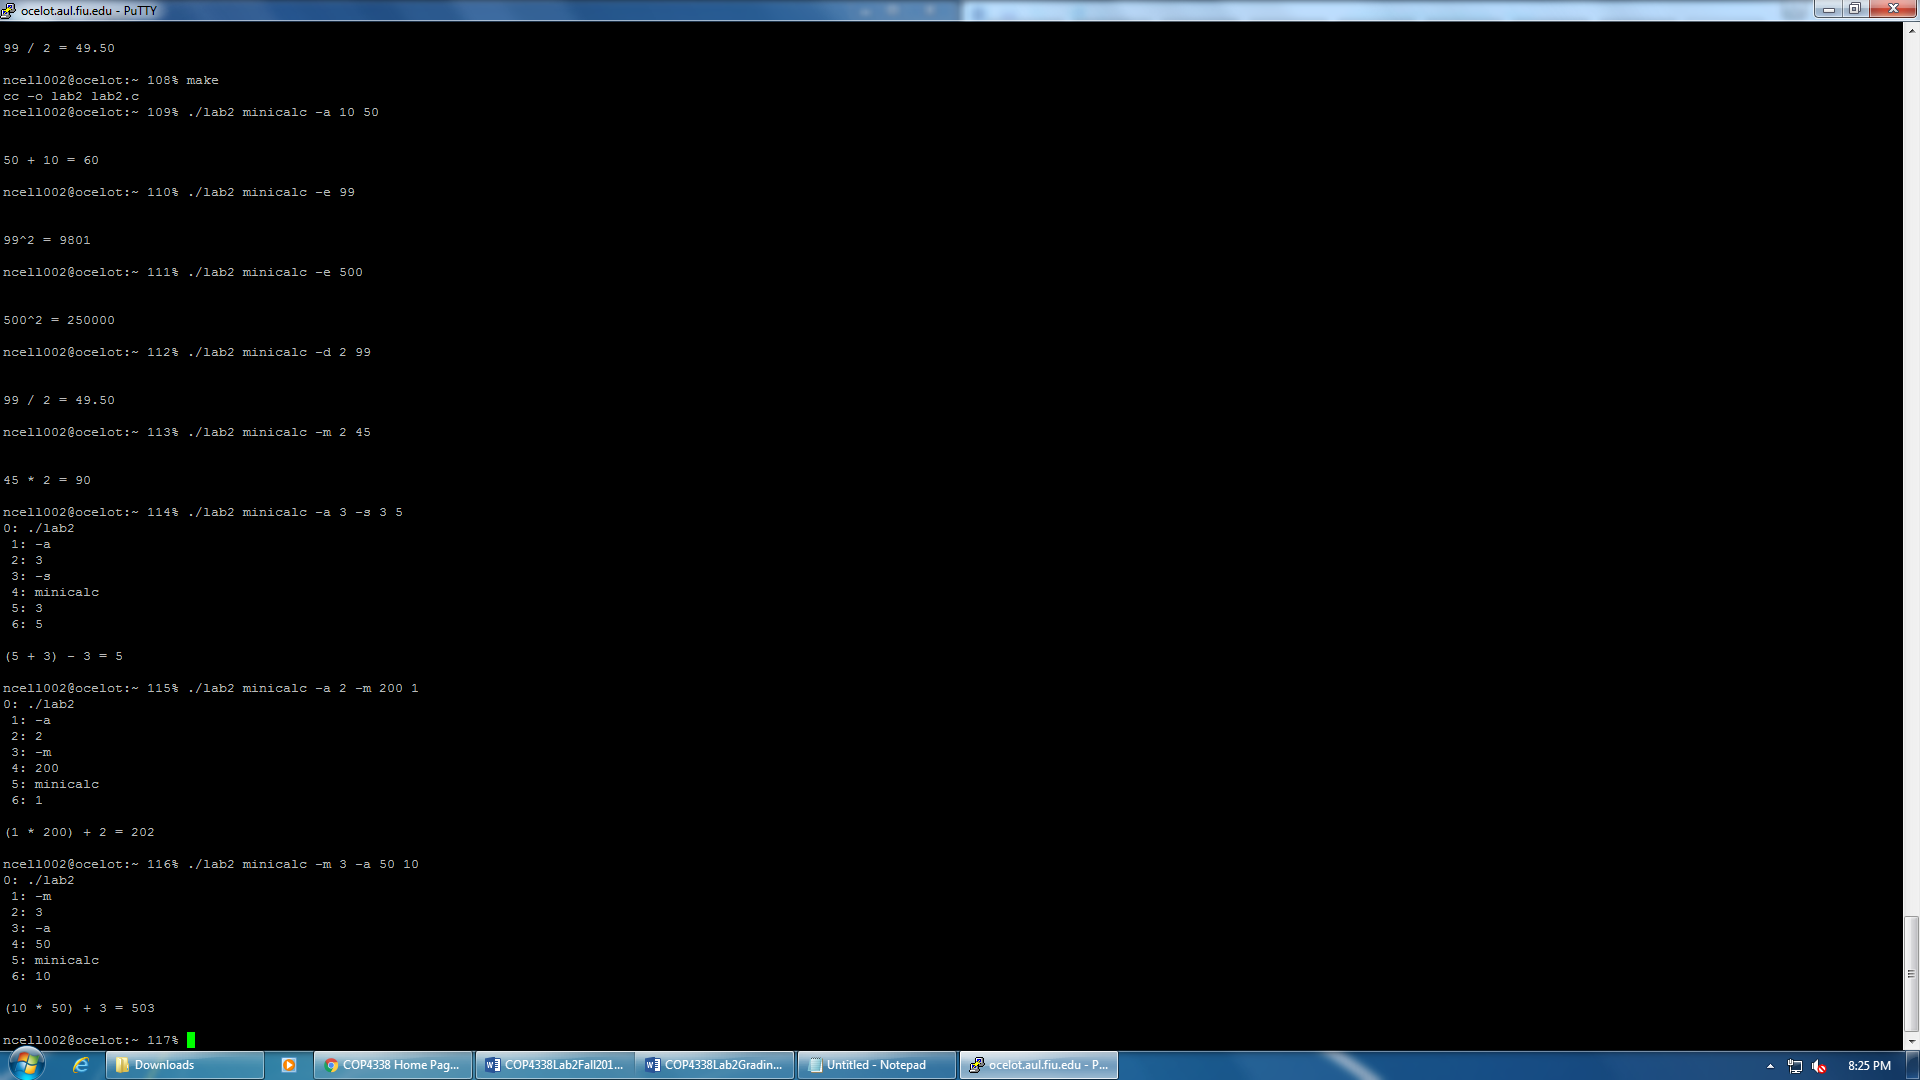 ocelot.aul.fiu.edu - PuTTY
99 / 2 = 49.50
ncell002@ocelot:~ 108% make
cc -o lab2 lab2.c
ncell002@ocelot:~ 109% ./lab2 minicalc -a 10 50
50 + 10 = 60
ncell002@ocelot:~ 110% ./lab2 minicalc -e 99
99^2 = 9801
ncell002@ocelot:~ 111% ./lab2 minicalc -e 500
500^2 = 250000
ncell002@ocelot:~ 112% ./lab2 minicalc -d 2 99
99 / 2 = 49.50
ncell002@ocelot:~ 113% ./lab2 minicalc -m 2 45
45 * 2 = 90
ncell002@ocelot:~ 114% ./lab2 minicalc -a 3 -s 3 5
0: ./lab2
1: -a
2: 3
3: -s
4: minicalc
5: 3
6: 5
(5 + 3) - 3 = 5
ncell002@ocelot:~ 115% ./lab2 minicalc -a 2 -m 200 1
0: ./lab2
1: -a
2: 2
3: -m
4: 200
5: minicalc
6: 1
(1 * 200) + 2 = 202
ncell002@ocelot:~ 116% ./lab2 minicalc -m 3 -a 50 10
0: ./lab2
1: -m
2: 3
3: -a
4: 50
5: minicalc
6: 10
(10 * 50) + 3 = 503
ncell002@ocelot:~ 117%
Downloads
COP4338 Home Pag...
COP4338Lab2Fall201...
COP4338Lab2Gradin...
Untitled - Notepad
ocelot.aul.fiu.edu - P...
8:25 PM